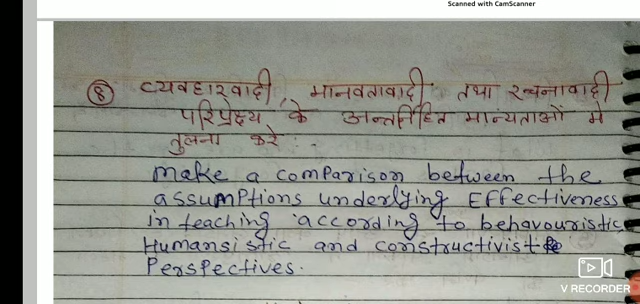 Scanned with CamScanner
⑧ व्यवहारवादी, मानवतावादी तथा रचनावादी
परिप्रेक्ष्य के अन्तर्निहित मान्यताओं में
तुलना करे :-
Make a comparison between the
assumptions underlying Effectiveness
in teaching according to behavouristic
Humansistic and constructivist
Perspectives.
V RECORDER